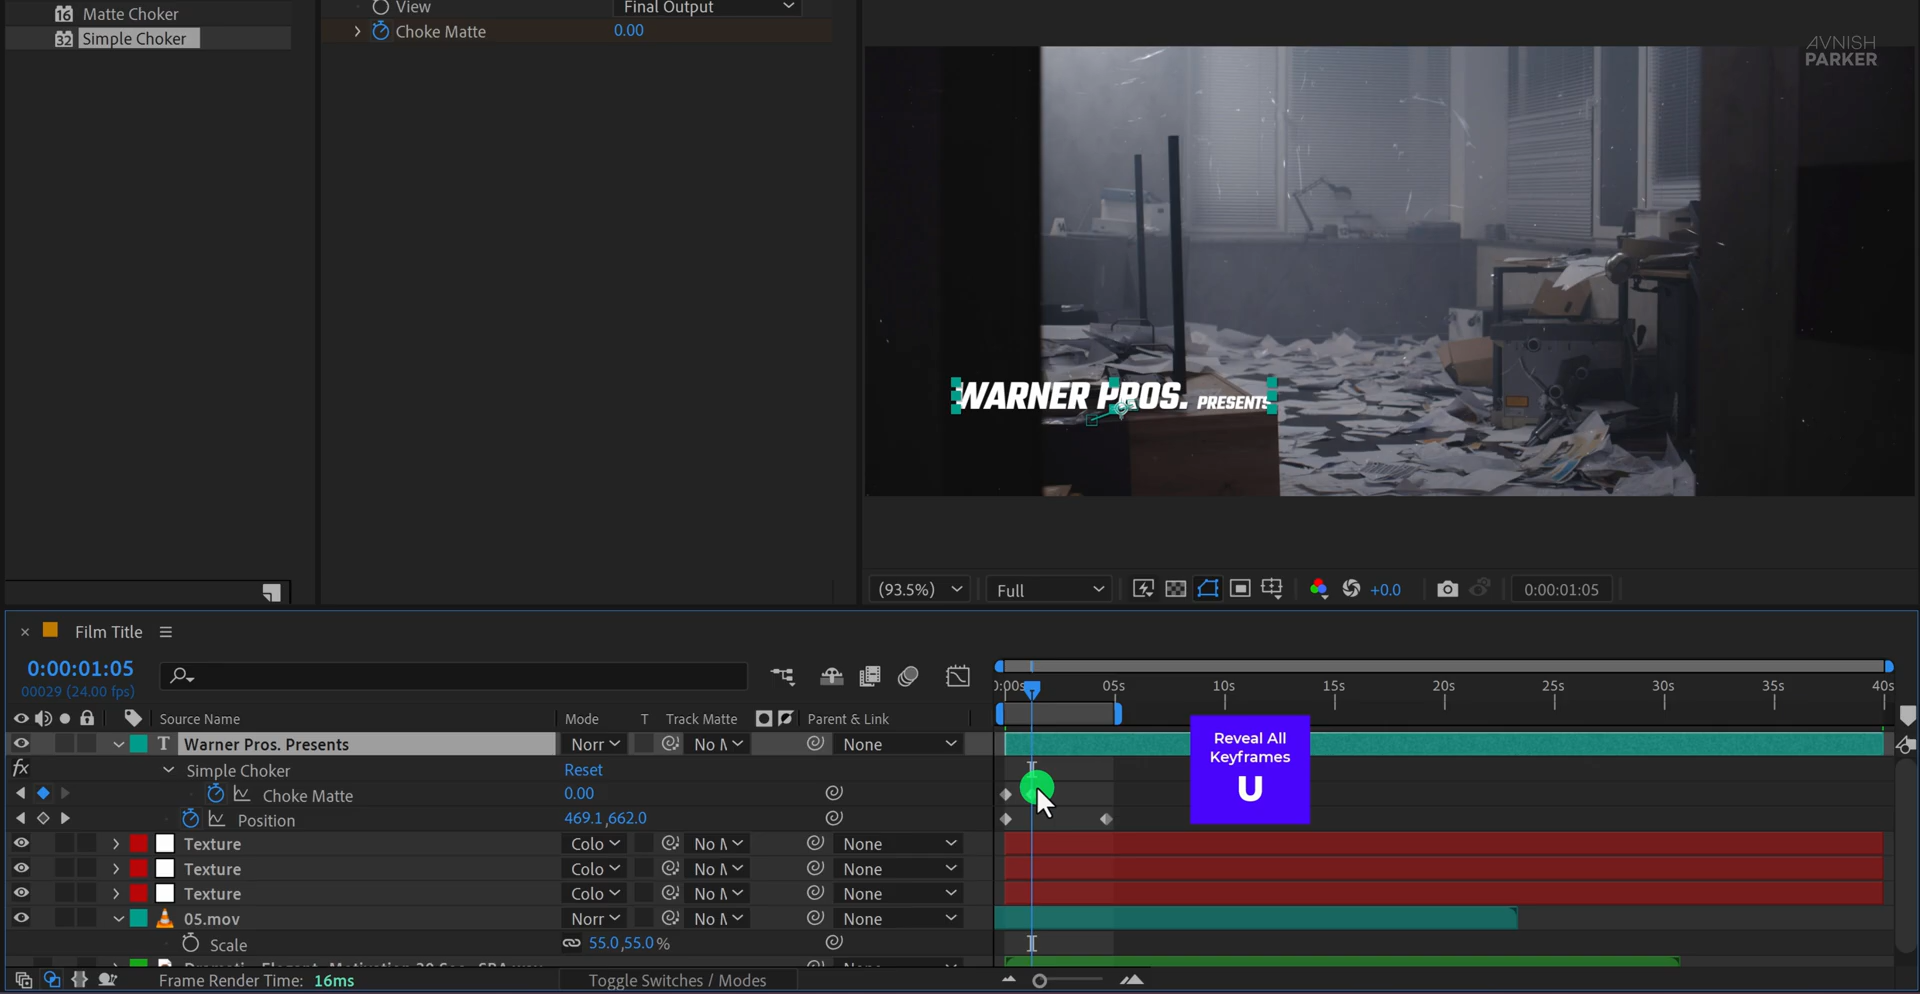 16 Matte Choker
32 Simple Choker
View Final Output
Choke Matte 0.00
AVNISH
PARKER
WARNER PROS. PRESENTS
(93.5%) Full +0.0 0:00:01:05
× Film Title
0:00:01:05
00029 (24.00 fps)
0:00s 05s 10s 15s 20s 25s 30s 35s 40s
Source Name Mode T Track Matte Parent & Link
T Warner Pros. Presents Norr No M None
fx Simple Choker Reset
Choke Matte 0.00
Position 469.1,662.0
Reveal All
Keyframes
U
Texture Colo No M None
Texture Colo No M None
Texture Colo No M None
05.mov Norr No M None
Scale 55.0,55.0%
Frame Render Time: 16ms Toggle Switches / Modes